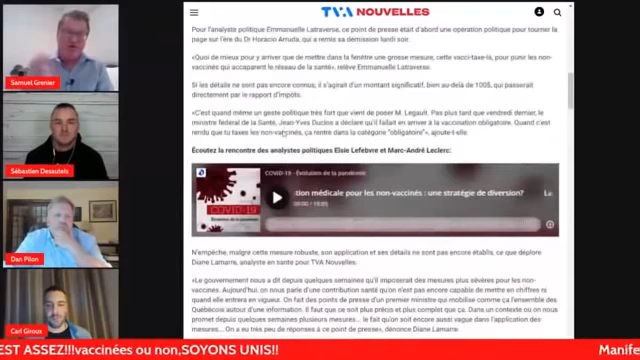 TVA NOUVELLES
Pour l'analyste politique Emmanuelle Latraverse, ce point de presse était d'abord une opération politique pour tourner la
page sur l'ère du Dr Horacio Arruda, qui a remis sa démission lundi soir.
«Quoi de mieux pour y arriver que de mettre dans la fenêtre une grosse mesure, cette vacci-taxe-là, pour punir les non-
vaccinés qui accaparent le réseau de la santé», relève Emmanuelle Latraverse.
Si les détails ne sont pas encore connus, il s'agirait d'un montant significatif, bien au-delà de 100$, qui passerait
directement par le rapport d'impôts.
«C'est quand même un geste politique très fort que vient de poser M. Legault. Pas plus tard que vendredi dernier, le
ministre fédéral de la Santé, Jean-Yves Duclos a déclaré qu'il fallait en arriver à la vaccination obligatoire. Quand c'est
rendu que tu taxes les non-vaccinés, ça rentre dans la catégorie "obligatoire"», ajoute-t-elle.
Écoutez la rencontre des analystes politiques Elsie Lefebvre et Marc-André Leclerc:
COVID-19 - Évolution de la pandémie
tion médicale pour les non-vaccinés : une stratégie de diversion?
La
00:00
COVID-19
N'empêche, malgré cette mesure robuste, son application et ses détails ne sont pas encore établis, ce que déplore
Diane Lamarre, analyste en santé pour TVA Nouvelles.
«Le gouvernement nous a dit depuis quelques semaines qu'il imposerait des mesures plus sévères pour les non-
vaccinés. Aujourd'hui, on nous parle d'une contribution santé qu'on n'est pas encore capable de mettre en chiffres ni
quand elle entrera en vigueur. On fait des points de presse d'un premier ministre qui mobilise comme ça l'ensemble des
Québécois autour d'une information. Il faut que ce soit plus précis et plus complet que ça. Dans un contexte où on nous
promet depuis quelques semaines plusieurs mesures... il ne faut pas que ce soit encore aussi vague dans l'application des
mesures... On a eu très peu de réponses à ce point de presse», dénonce Diane Lamarre
Samuel Grenier
Sébastien Desautels
Dan Pilon
Carl Giroux
EST ASSEZ!!!vaccinées ou non,SOYONS UNIS!!
Manife